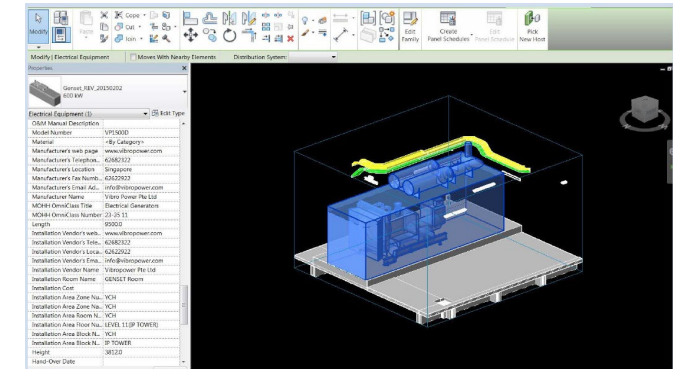 Modify
Paste
Cope
Cut
Join
Edit
Family
Create
Panel Schedules
Edit
Panel Schedule
Pick
New Host
Modify | Electrical Equipment
Moves With Nearby Elements
Distribution System:
Properties
Genset_REV_20150202
600 kW
Electrical Equipment (1)
Edit Type
O&M Manual Description
Model Number VP1500D
Material <By Category>
Manufacturer's web page www.vibropower.com
Manufacturer's Telephon... 62682322
Manufacturer's Location Singapore
Manufacturer's Fax Numb... 62622922
Manufacturer's Email Ad... info@vibropower.com
Manufacturer Name Vibro Power Pte Ltd
MOHH OmniClass Title Electrical Generators
MOHH OmniClass Number 23-35 11
Length 9500.0
Installation Vendor's web... www.vibropower.com
Installation Vendor's Tele... 62682322
Installation Vendor's Loca... 62622922
Installation Vendor's Ema... info@vibropower.com
Installation Vendor Name Vibropower Pte Ltd
Installation Room Name GENSET Room
Installation Cost
Installation Area Zone Nu... YCH
Installation Area Zone Na... YCH
Installation Area Room N... YCH
Installation Area Floor Nu... LEVEL 11(JP TOWER)
Installation Area Block N... YCH
Installation Area Block N... JP TOWER
Height 3812.0
Hand-Over Date